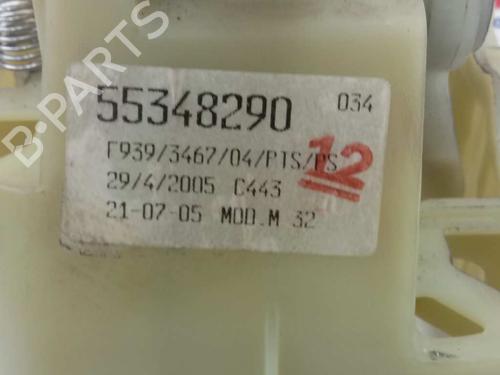 55348290 034
F939/3467/04/PTS/PS
12
29/4/2005 C443
21-07-05 MOD.M 32
B-PARTS